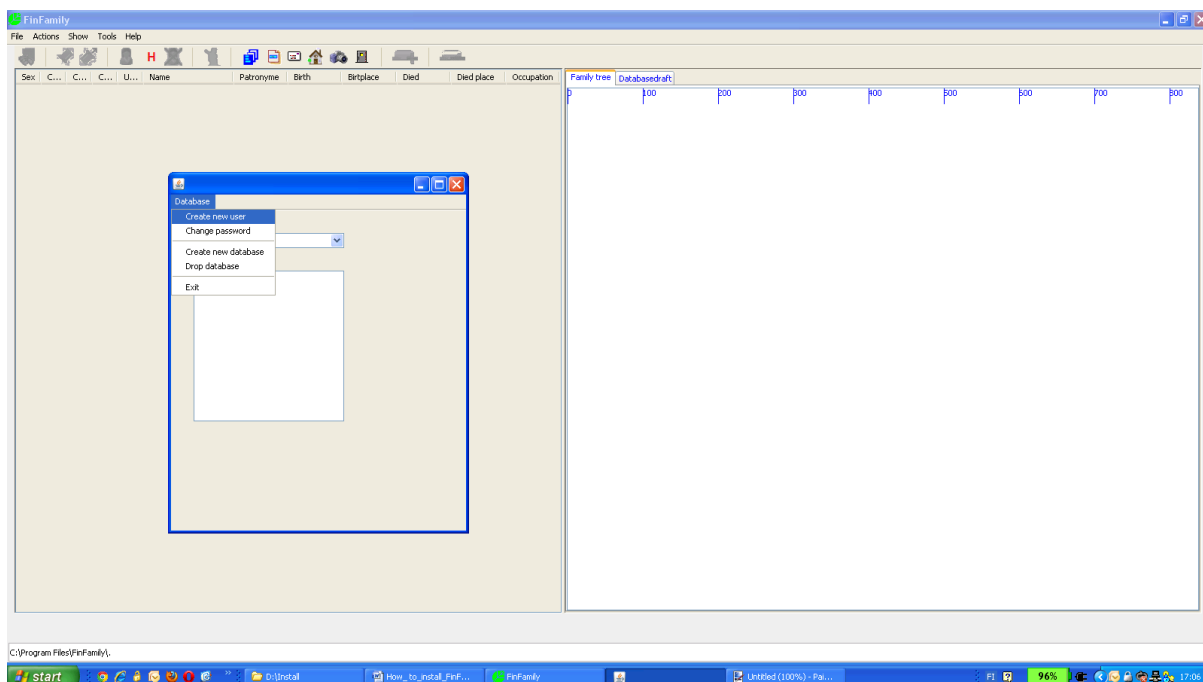 FinFamily
File Actions Show Tools Help
H
Sex C... C... C... U... Name Patronyme Birth Birtplace Died Died place Occupation
Family tree Databasedraft
0 100 200 300 400 500 600 700 800
Database
Create new user
Change password
Create new database
Drop database
Exit
C:\Program Files\FinFamily\.
start D:\Install How_to_install_FinF... FinFamily Untitled (100%) - Pai... FI 96% 17:05